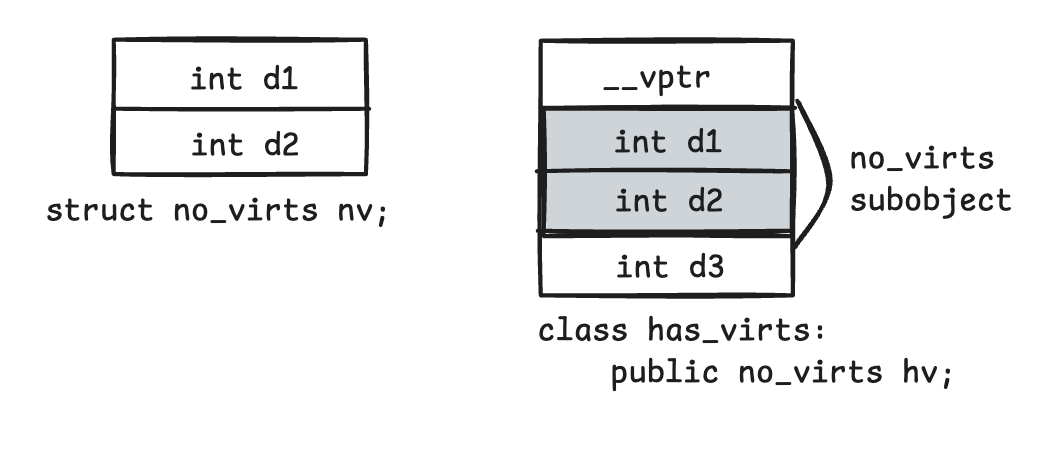 int d1
int d2
struct no_virts nv;
__vptr
int d1
int d2
int d3
no_virts
subobject
class has_virts:
public no_virts hv;